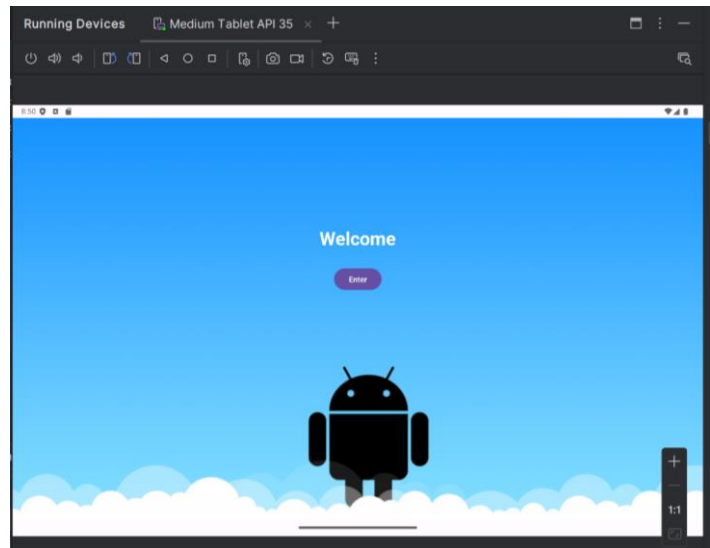 Running Devices
Medium Tablet API 35
8:50
Welcome
Enter
1:1